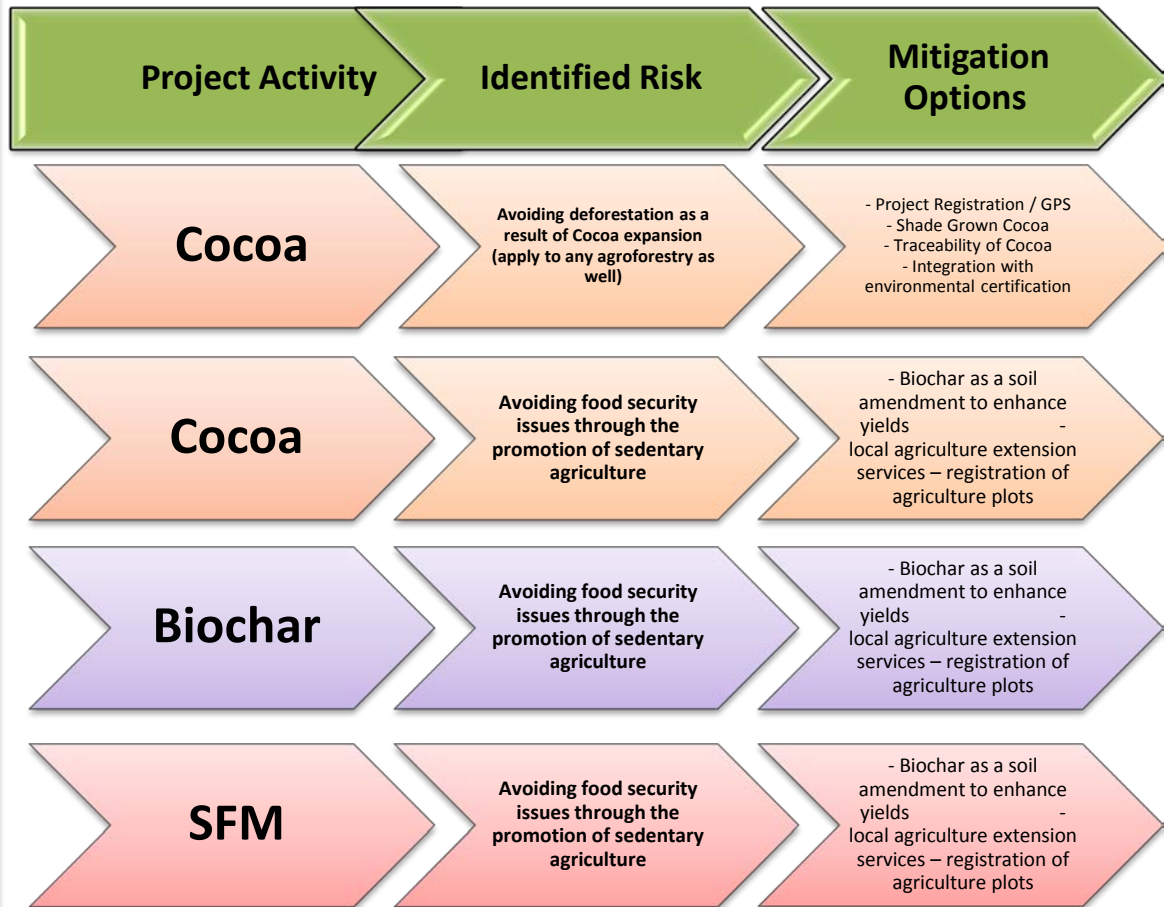 Project Activity
Identified Risk
Mitigation
Options
Cocoa
Avoiding deforestation as a
result of Cocoa expansion
(apply to any agroforestry as
well)
- Project Registration / GPS
- Shade Grown Cocoa
- Traceability of Cocoa
- Integration with
environmental certification
Cocoa
Avoiding food security
issues through the
promotion of sedentary
agriculture
- Biochar as a soil
amendment to enhance
yields -
local agriculture extension
services – registration of
agriculture plots
Biochar
Avoiding food security
issues through the
promotion of sedentary
agriculture
- Biochar as a soil
amendment to enhance
yields -
local agriculture extension
services – registration of
agriculture plots
SFM
Avoiding food security
issues through the
promotion of sedentary
agriculture
- Biochar as a soil
amendment to enhance
yields -
local agriculture extension
services – registration of
agriculture plots